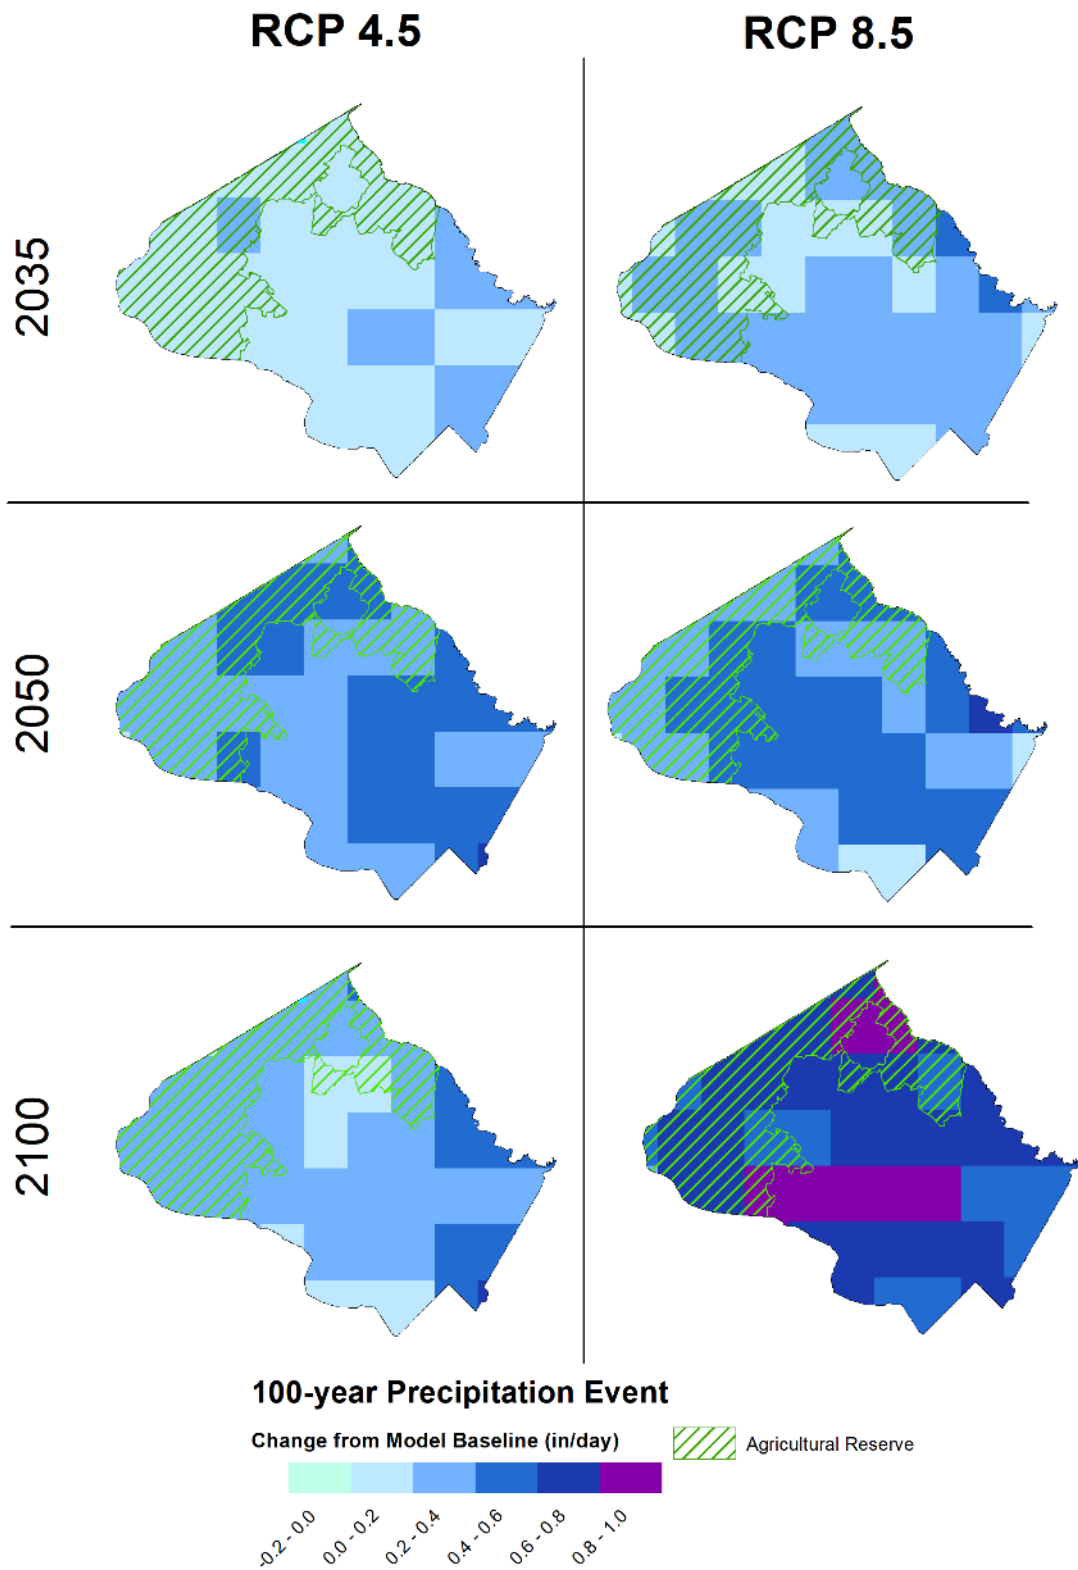 RCP 4.5
RCP 8.5
2035
2050
2100
100-year Precipitation Event
Change from Model Baseline (in/day)
Agricultural Reserve
-0.2 - 0.0
0.0 - 0.2
0.2 - 0.4
0.4 - 0.6
0.6 - 0.8
0.8 - 1.0